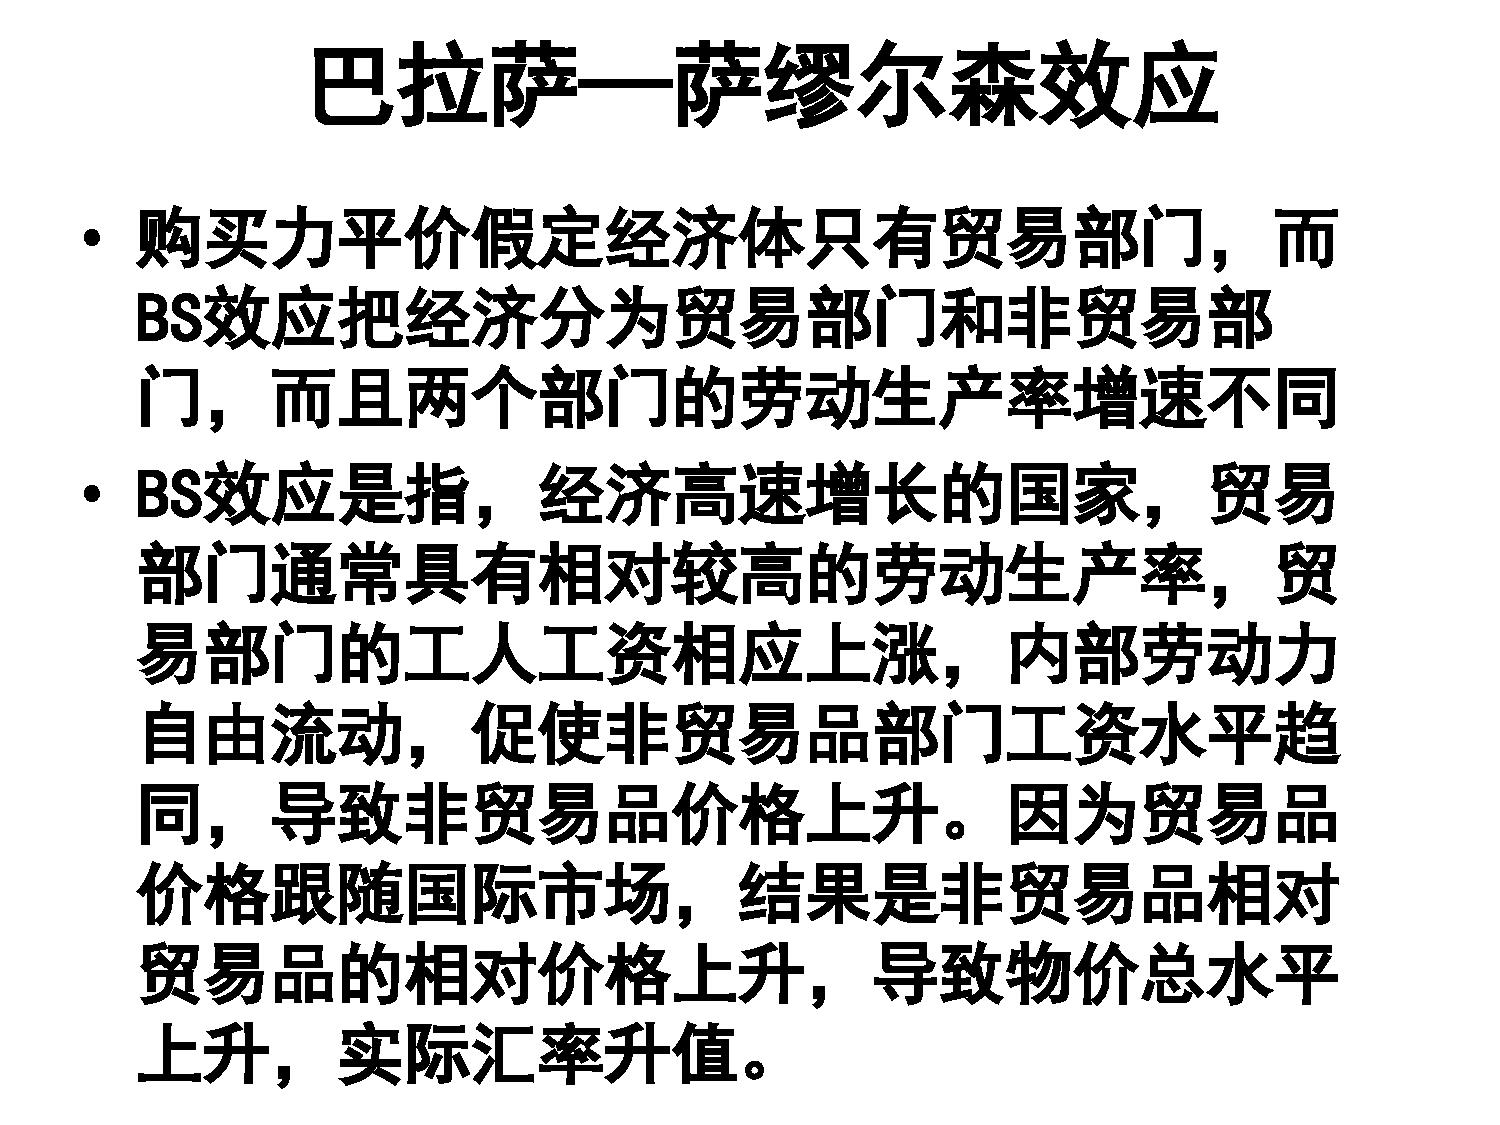 巴拉萨—萨缪尔森效应
• 购买力平价假定经济体只有贸易部门，而
BS效应把经济分为贸易部门和非贸易部
门，而且两个部门的劳动生产率增速不同
• BS效应是指，经济高速增长的国家，贸易
部门通常具有相对较高的劳动生产率，贸
易部门的工人工资相应上涨，内部劳动力
自由流动，促使非贸易品部门工资水平趋
同，导致非贸易品价格上升。因为贸易品
价格跟随国际市场，结果是非贸易品相对
贸易品的相对价格上升，导致物价总水平
上升，实际汇率升值。